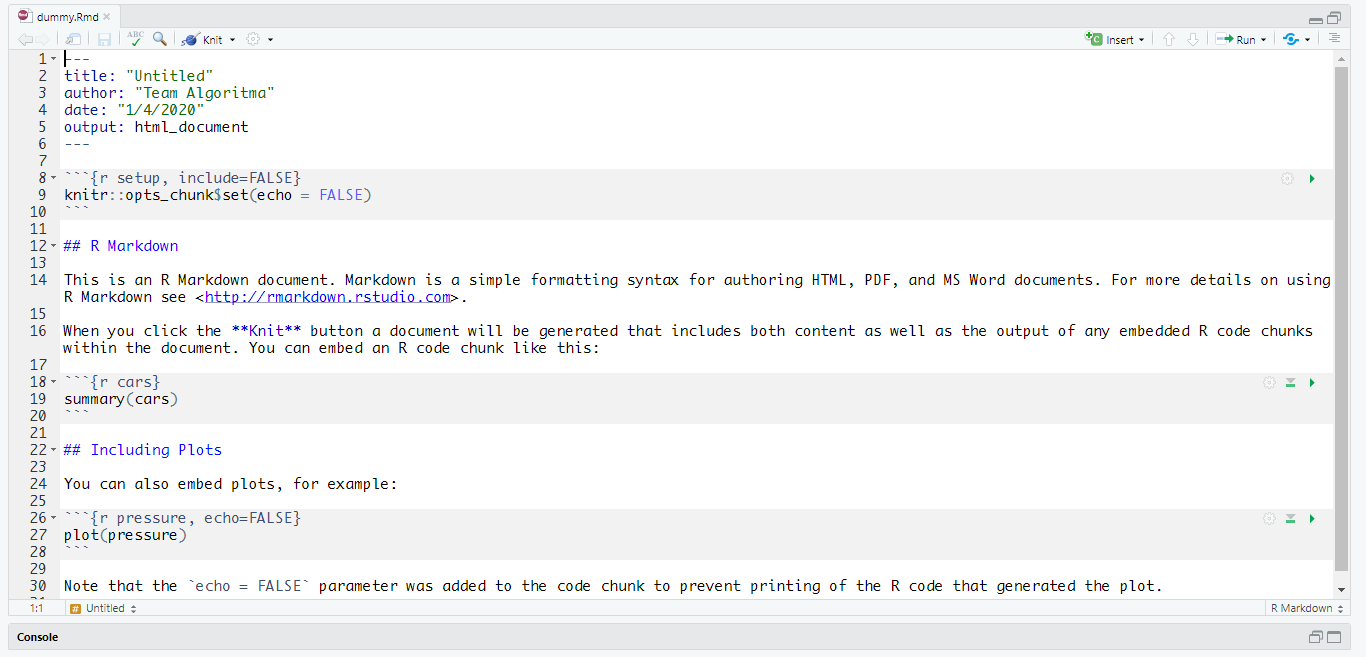 dummy.Rmd
ABC Knit Insert Run
1 ---
2 title: "Untitled"
3 author: "Team Algoritma"
4 date: "1/4/2020"
5 output: html_document
6 ---
7
8 ```{r setup, include=FALSE}
9 knitr::opts_chunk$set(echo = FALSE)
10 ```
11
12 ## R Markdown
13
14 This is an R Markdown document. Markdown is a simple formatting syntax for authoring HTML, PDF, and MS Word documents. For more details on using
R Markdown see <http://rmarkdown.rstudio.com>.
15
16 When you click the **Knit** button a document will be generated that includes both content as well as the output of any embedded R code chunks
within the document. You can embed an R code chunk like this:
17
18 ```{r cars}
19 summary(cars)
20 ```
21
22 ## Including Plots
23
24 You can also embed plots, for example:
25
26 ```{r pressure, echo=FALSE}
27 plot(pressure)
28 ```
29
30 Note that the `echo = FALSE` parameter was added to the code chunk to prevent printing of the R code that generated the plot.
1:1 # Untitled R Markdown
Console